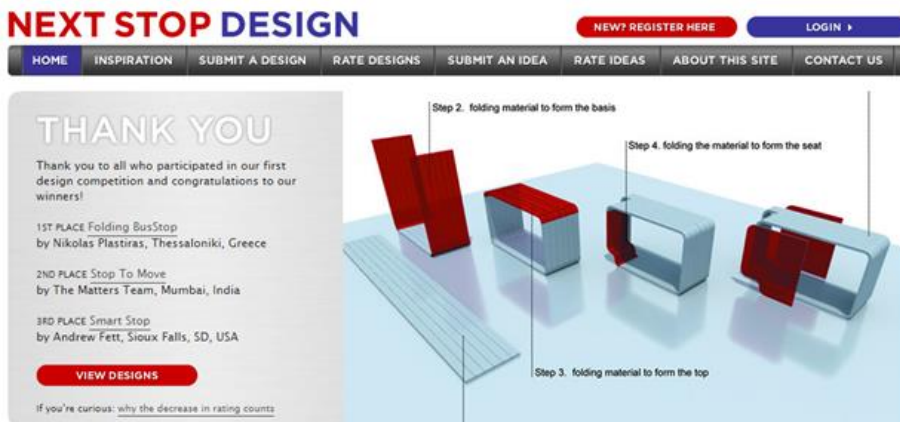 NEXT STOP DESIGN
NEW? REGISTER HERE
LOGIN
HOME INSPIRATION SUBMIT A DESIGN RATE DESIGNS SUBMIT AN IDEA RATE IDEAS ABOUT THIS SITE CONTACT US
THANK YOU
Thank you to all who participated in our first
design competition and congratulations to our
winners!
1ST PLACE Folding BusStop
by Nikolas Plastiras, Thessaloniki, Greece
2ND PLACE Stop To Move
by The Matters Team, Mumbai, India
3RD PLACE Smart Stop
by Andrew Fett, Sioux Falls, SD, USA
VIEW DESIGNS
If you're curious: why the decrease in rating counts
Step 2. folding material to form the basis
Step 4. folding the material to form the seat
Step 3. folding material to form the top